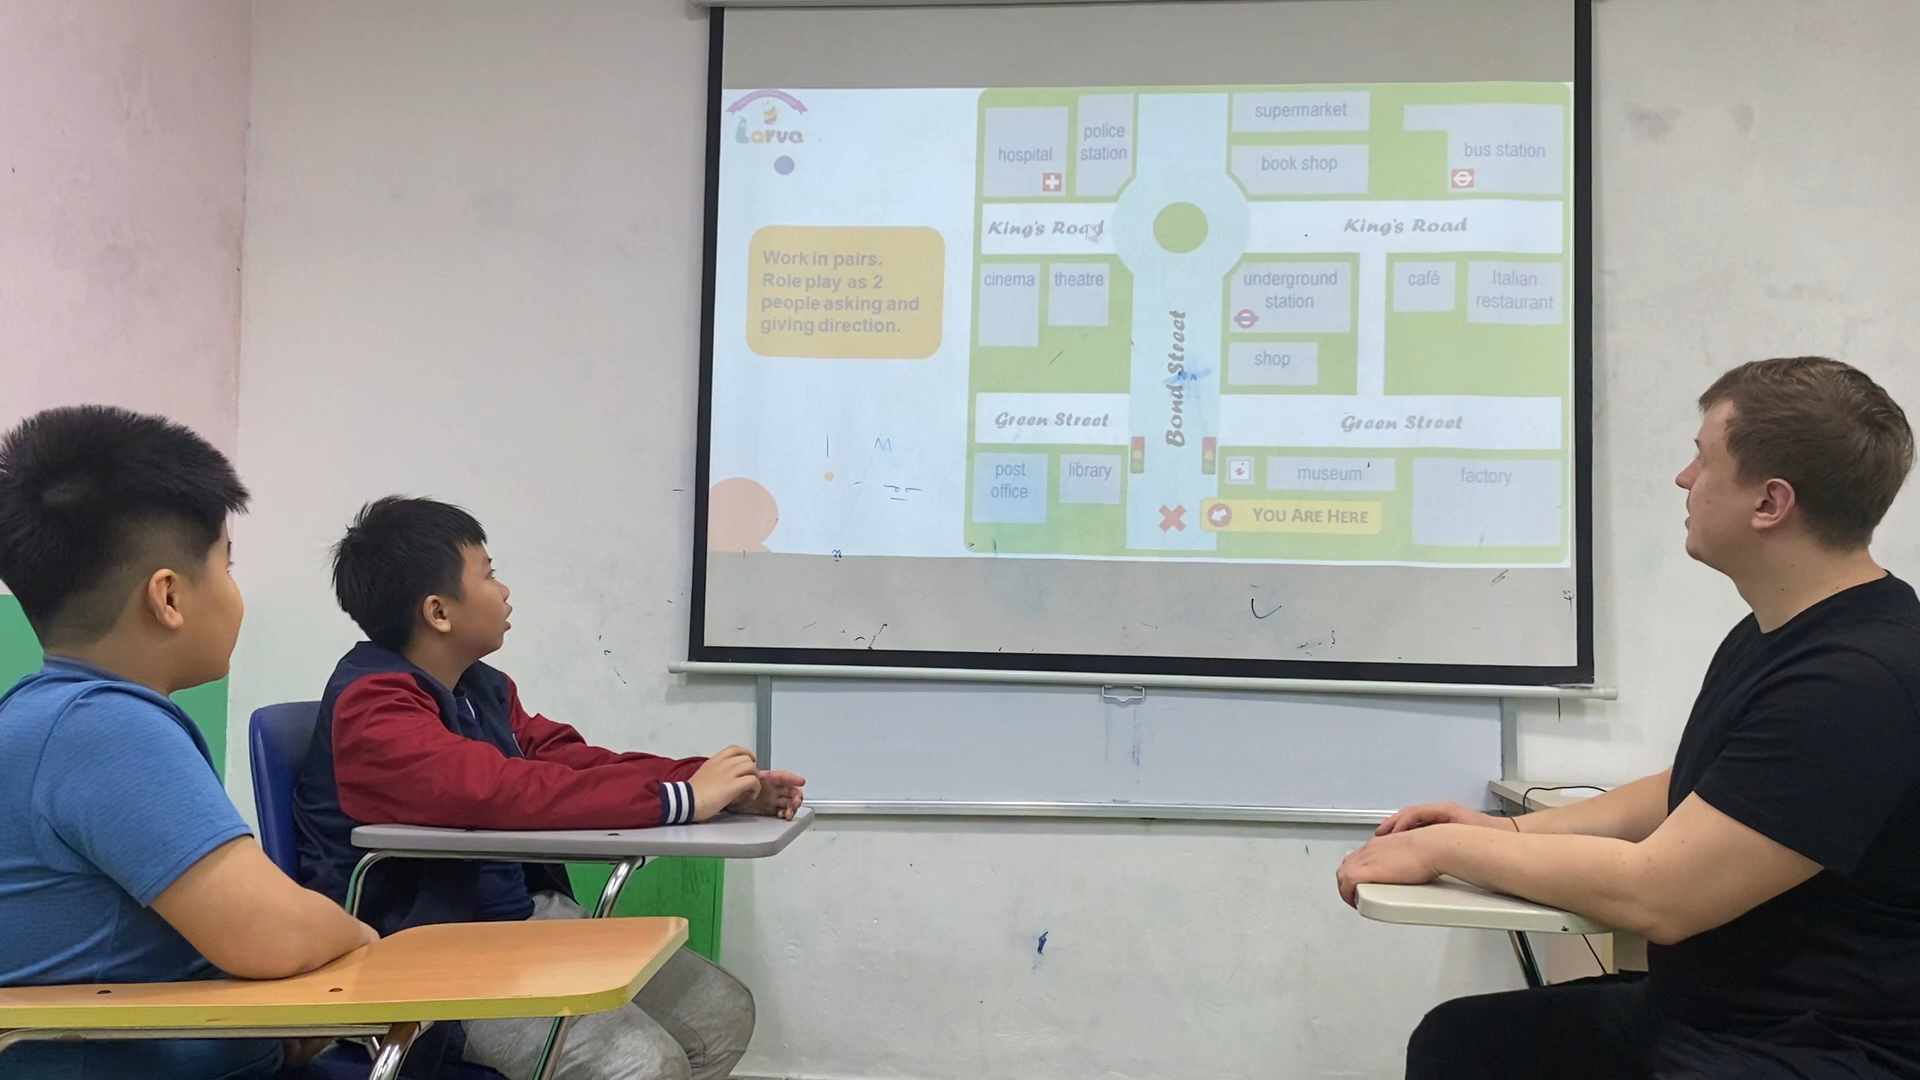 Larva
Work in pairs.
Role play as 2
people asking and
giving direction.
hospital
police
station
supermarket
book shop
bus station
King's Road
King's Road
cinema
theatre
underground
station
café
Italian
restaurant
shop
Bond Street
Green Street
Green Street
post
office
library
i
museum
factory
YOU ARE HERE